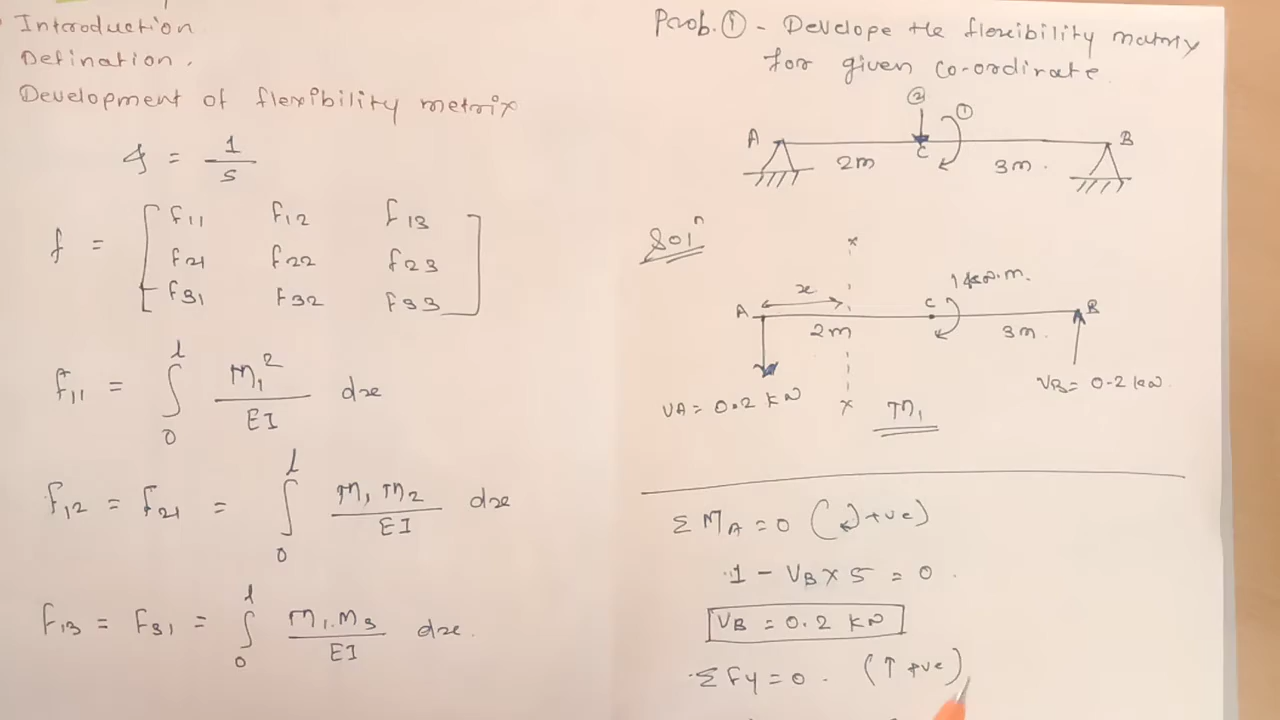 Introduction
Defination.
Development of flexibility metrix
f = 1/s
f = [ f11 f12 f13
f21 f22 f23
f31 f32 f33 ]
f11 = ∫0^l m1²/EI dx
f12 = f21 = ∫0^l m1 m2/EI dx
f13 = f31 = ∫0^l m1.m3/EI dx.
Prob.① - Develope the flexibility matrix
for given co-ordinate.
② ①
A C B
2m 3m.
Solⁿ
x
x 1 kN.m.
A C B
2m 3m.
VA = 0.2 kN x m1 VB = 0.2 kN.
ΣMA = 0 (↻ +ve)
1 - VB x 5 = 0.
VB = 0.2 kN
ΣFy = 0. (↑ +ve)